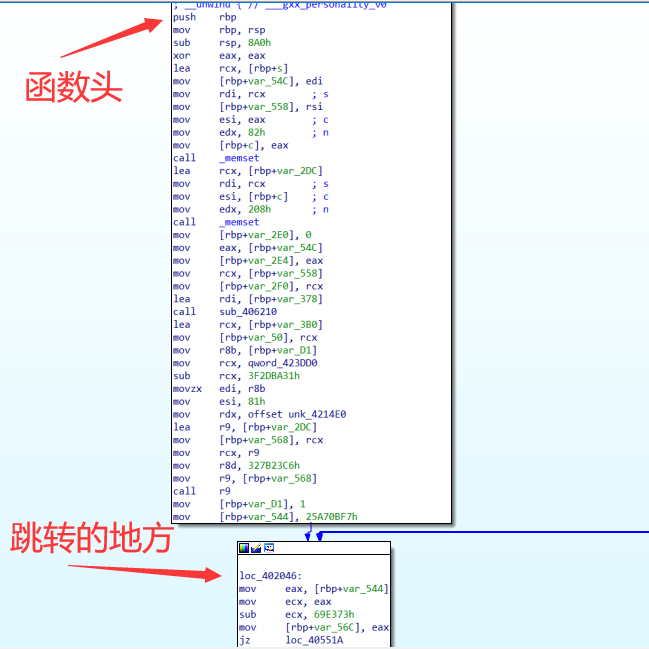 ; __unwind { // ___gxx_personality_v0
push rbp
mov rbp, rsp
sub rsp, 8A0h
xor eax, eax
lea rcx, [rbp+s]
mov [rbp+var_54C], edi
mov rdi, rcx ; s
mov [rbp+var_558], rsi
mov esi, eax ; c
mov edx, 82h ; n
mov [rbp+c], eax
call _memset
lea rcx, [rbp+var_2DC]
mov rdi, rcx ; s
mov esi, [rbp+c] ; c
mov edx, 208h ; n
call _memset
mov [rbp+var_2E0], 0
mov eax, [rbp+var_54C]
mov [rbp+var_2E4], eax
mov rcx, [rbp+var_558]
mov [rbp+var_2F0], rcx
lea rdi, [rbp+var_378]
call sub_406210
lea rcx, [rbp+var_3B0]
mov [rbp+var_50], rcx
mov r8b, [rbp+var_D1]
mov rcx, qword_423DD0
sub rcx, 3F2DBA31h
movzx edi, r8b
mov esi, 81h
mov rdx, offset unk_4214E0
lea r9, [rbp+var_2DC]
mov [rbp+var_568], rcx
mov rcx, r9
mov r8d, 327B23C6h
mov r9, [rbp+var_568]
call r9
mov [rbp+var_D1], 1
mov [rbp+var_544], 25A70BF7h
函数头
跳转的地方
loc_402046:
mov eax, [rbp+var_544]
mov ecx, eax
sub ecx, 69E373h
mov [rbp+var_56C], eax
jz loc_40551A